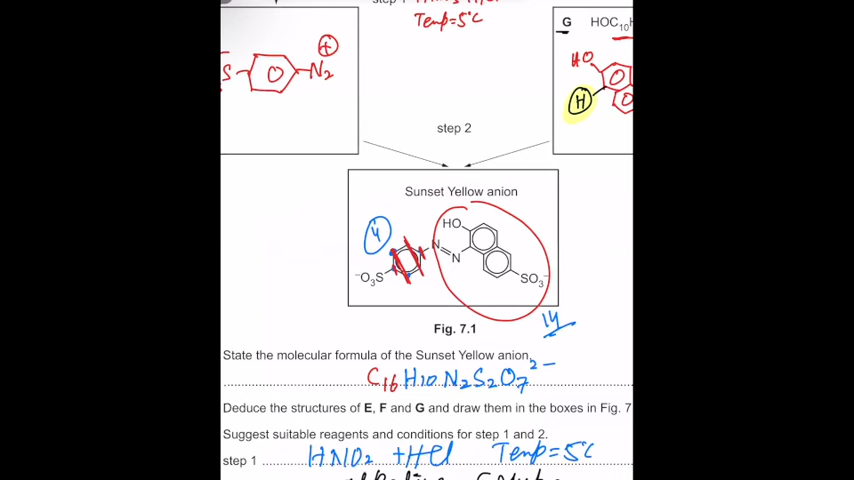 Temp=5°C
G HOC10H
S N2 +
HO
H
step 2
Sunset Yellow anion
4
HO
N
N
⁻O3S
SO3⁻
Fig. 7.1
14
State the molecular formula of the Sunset Yellow anion.
C16H10N2S2O7 2−
Deduce the structures of E, F and G and draw them in the boxes in Fig. 7
Suggest suitable reagents and conditions for step 1 and 2.
step 1 HNO2 +HCl Temp=5°C